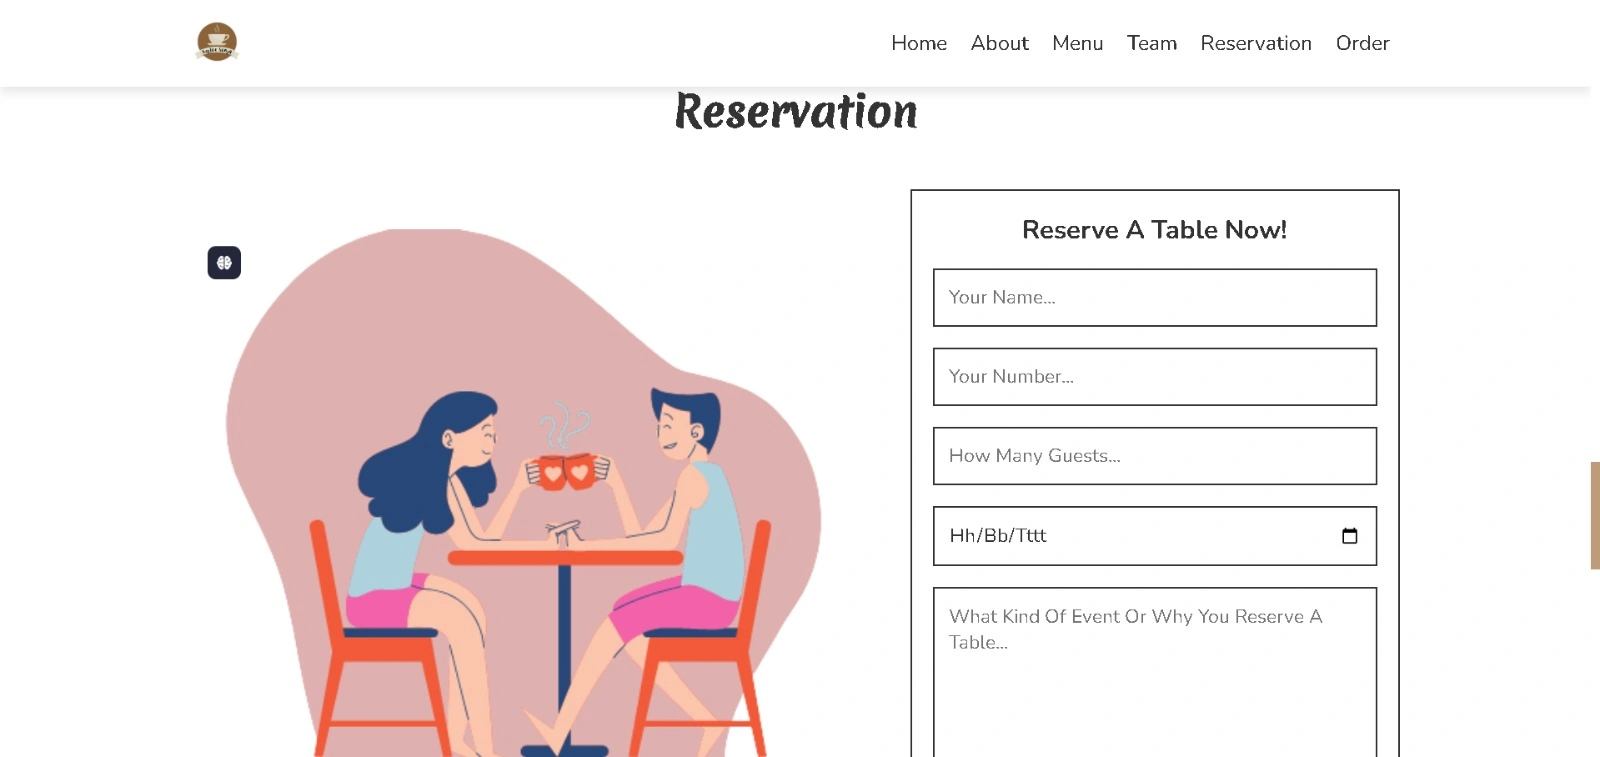 Home About Menu Team Reservation Order
Reservation
Reserve A Table Now!
Your Name...
Your Number...
How Many Guests...
Hh/Bb/Tttt
What Kind Of Event Or Why You Reserve A
Table...